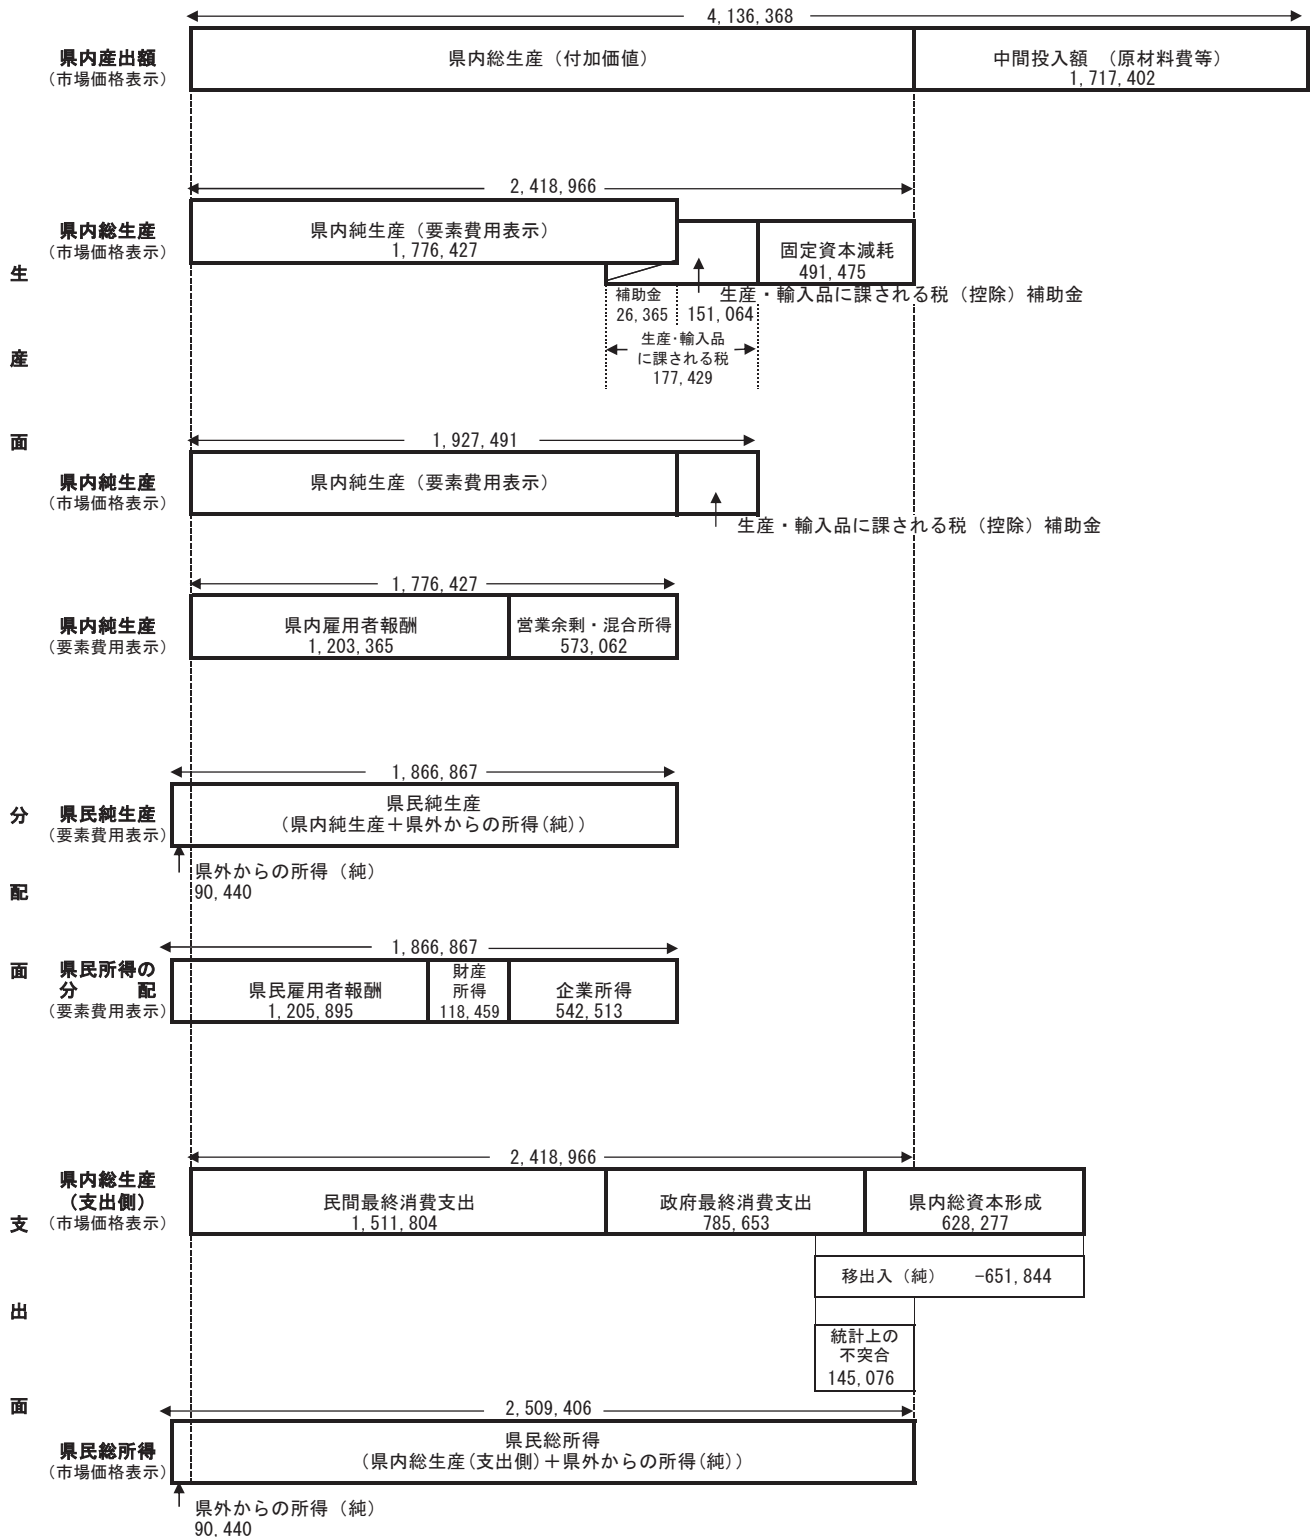 4,136,368
県内産出額
(市場価格表示)
県内総生産（付加価値）
中間投入額　（原材料費等）
1,717,402
2,418,966
県内総生産
(市場価格表示)
県内純生産（要素費用表示）
1,776,427
固定資本減耗
491,475
生産・輸入品に課される税（控除）補助金
補助金
26,365
151,064
生産・輸入品
に課される税
177,429
生
産
面
1,927,491
県内純生産
(市場価格表示)
県内純生産（要素費用表示）
生産・輸入品に課される税（控除）補助金
1,776,427
県内純生産
(要素費用表示)
県内雇用者報酬
1,203,365
営業余剰・混合所得
573,062
分
配
面
1,866,867
県民純生産
(要素費用表示)
県民純生産
（県内純生産＋県外からの所得(純)）
県外からの所得（純）
90,440
1,866,867
県民所得の
分　　配
(要素費用表示)
県民雇用者報酬
1,205,895
財産
所得
118,459
企業所得
542,513
支
出
面
2,418,966
県内総生産
（支出側）
(市場価格表示)
民間最終消費支出
1,511,804
政府最終消費支出
785,653
県内総資本形成
628,277
移出入（純）　-651,844
統計上の
不突合
145,076
2,509,406
県民総所得
(市場価格表示)
県民総所得
（県内総生産(支出側)＋県外からの所得(純)）
県外からの所得（純）
90,440